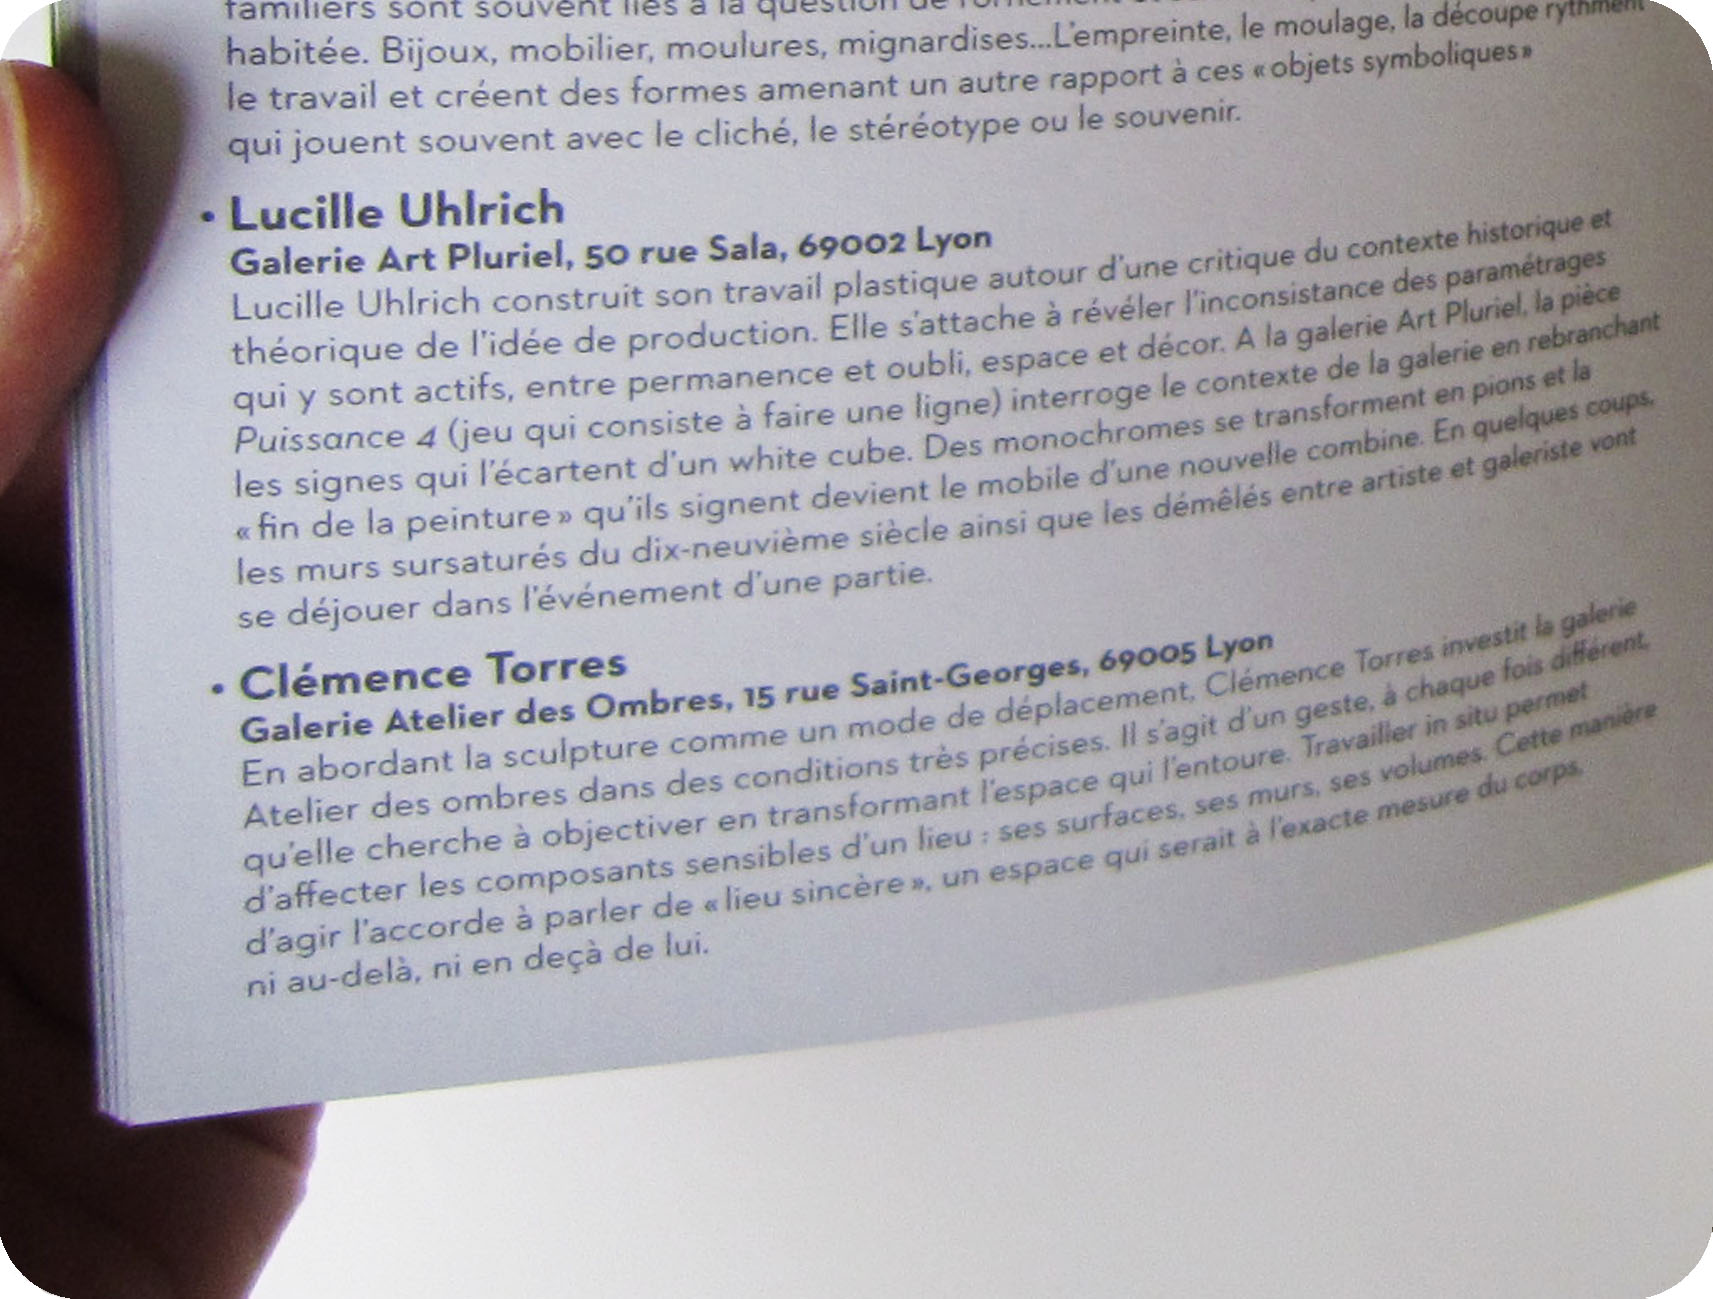 familiers sont souvent liés à la question de l'ornement
habitée. Bijoux, mobilier, moulures, mignardises...L'empreinte, le moulage, la découpe rythment
le travail et créent des formes amenant un autre rapport à ces « objets symboliques »
qui jouent souvent avec le cliché, le stéréotype ou le souvenir.
• Lucille Uhlrich
Galerie Art Pluriel, 50 rue Sala, 69002 Lyon
Lucille Uhlrich construit son travail plastique autour d'une critique du contexte historique et
théorique de l'idée de production. Elle s'attache à révéler l'inconsistance des paramétrages
qui y sont actifs, entre permanence et oubli, espace et décor. A la galerie Art Pluriel, la pièce
Puissance 4 (jeu qui consiste à faire une ligne) interroge le contexte de la galerie en rebranchant
les signes qui l'écartent d'un white cube. Des monochromes se transforment en pions et la
« fin de la peinture » qu'ils signent devient le mobile d'une nouvelle combine. En quelques coups,
les murs sursaturés du dix-neuvième siècle ainsi que les démêlés entre artiste et galeriste vont
se déjouer dans l'événement d'une partie.
• Clémence Torres
Galerie Atelier des Ombres, 15 rue Saint-Georges, 69005 Lyon
En abordant la sculpture comme un mode de déplacement, Clémence Torres investit la galerie
Atelier des ombres dans des conditions très précises. Il s'agit d'un geste, à chaque fois différent,
qu'elle cherche à objectiver en transformant l'espace qui l'entoure. Travailler in situ permet
d'affecter les composants sensibles d'un lieu : ses surfaces, ses murs, ses volumes. Cette manière
d'agir l'accorde à parler de « lieu sincère », un espace qui serait à l'exacte mesure du corps,
ni au-delà, ni en deçà de lui.